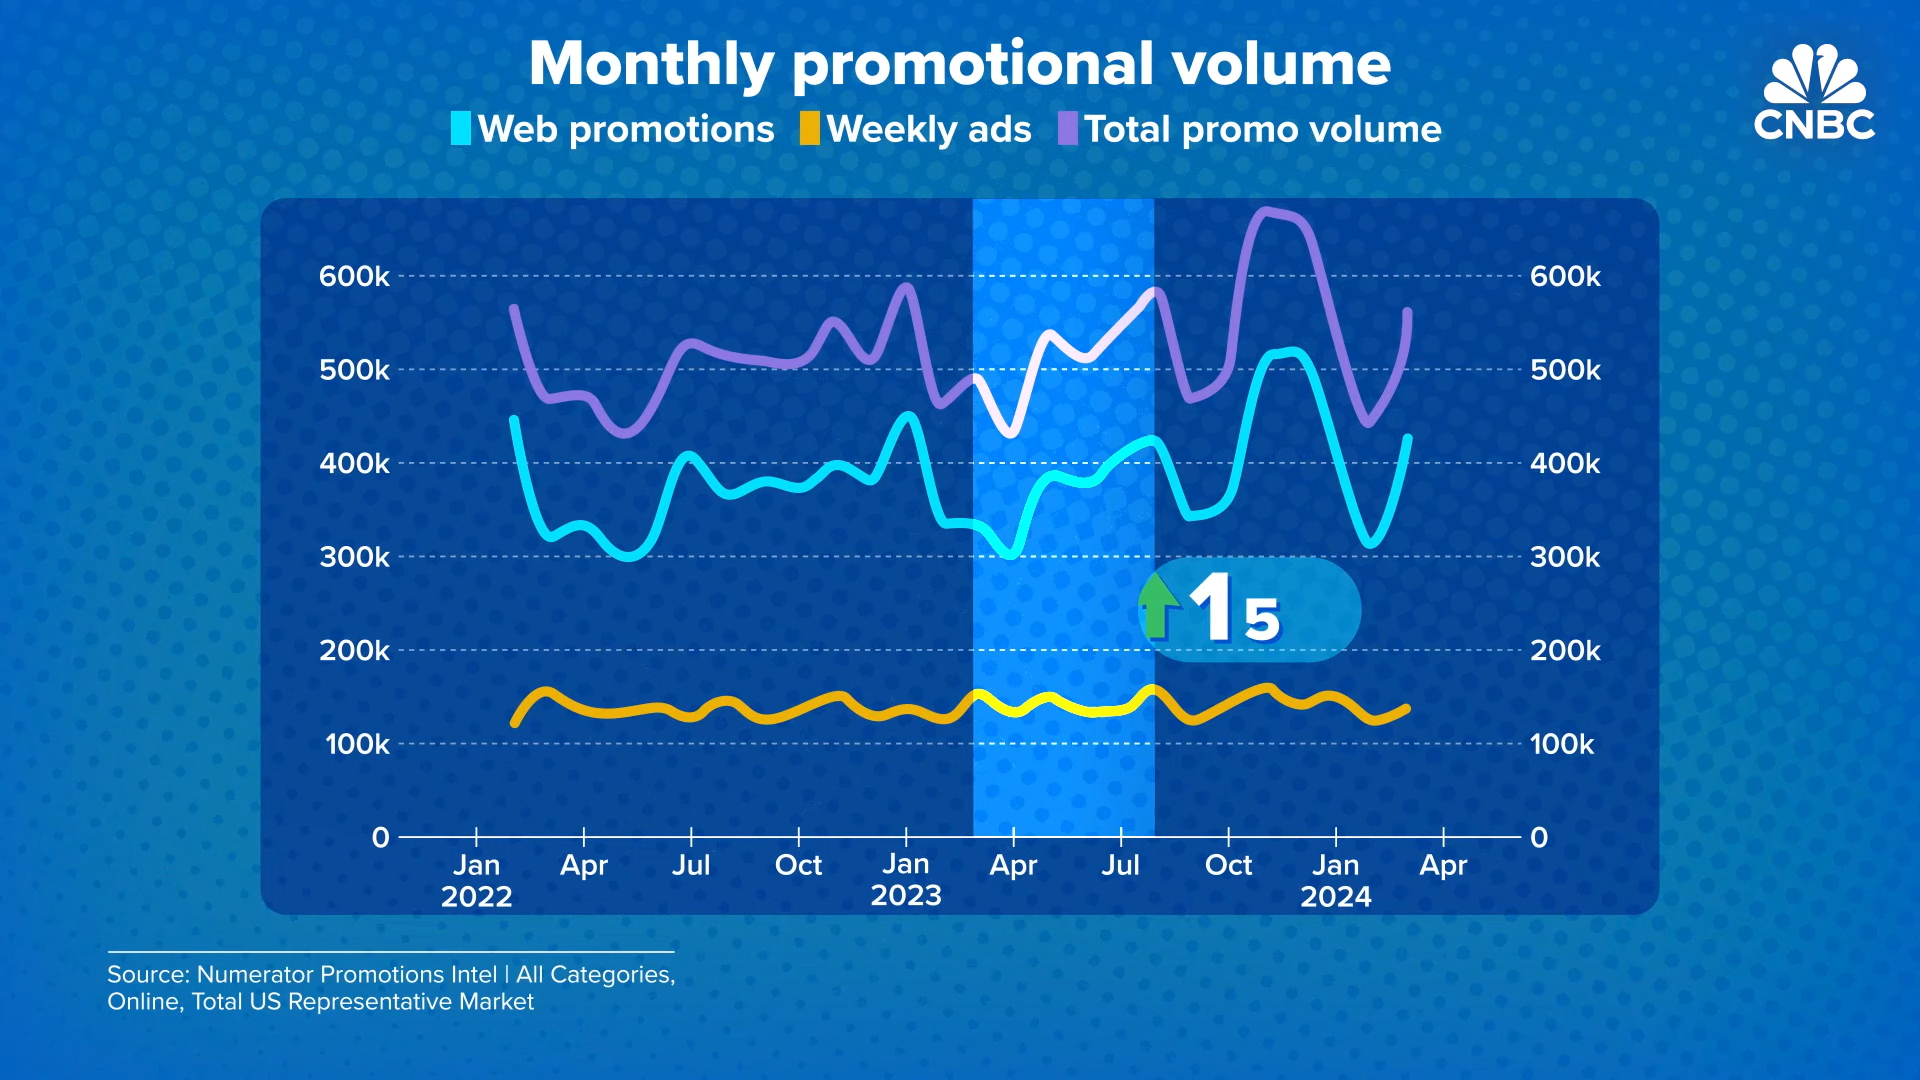 Monthly promotional volume
CNBC
Web promotions Weekly ads Total promo volume
600k 600k
500k 500k
400k 400k
300k 300k
15
200k 200k
100k 100k
0 0
Jan Apr Jul Oct Jan Apr Jul Oct Jan Apr
2022 2023 2024
Source: Numerator Promotions Intel | All Categories,
Online, Total US Representative Market